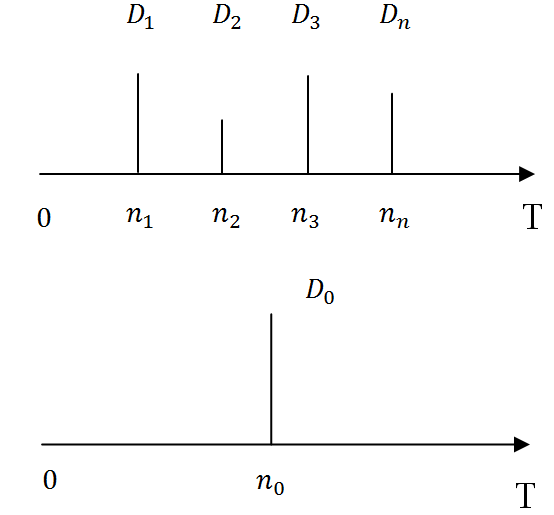 D₁ D₂ D₃ Dₙ
0 n₁ n₂ n₃ nₙ T
D₀
0 n₀ T